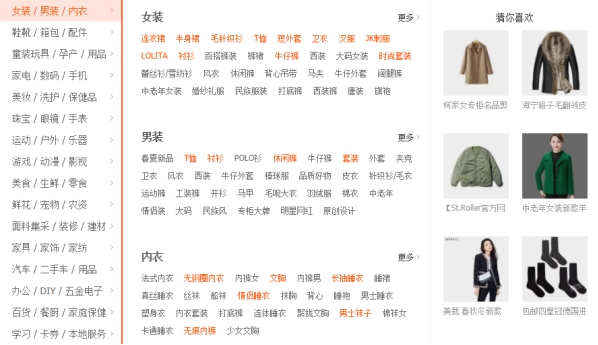 女装 / 男装 / 内衣
鞋靴 / 箱包 / 配件
童装玩具 / 孕产 / 用品
家电 / 数码 / 手机
美妆 / 洗护 / 保健品
珠宝 / 眼镜 / 手表
运动 / 户外 / 乐器
游戏 / 动漫 / 影视
美食 / 生鲜 / 零食
鲜花 / 宠物 / 农资
面料集采 / 装修 / 建材
家具 / 家饰 / 家纺
汽车 / 二手车 / 用品
办公 / DIY / 五金电子
百货 / 餐厨 / 家庭保健
学习 / 卡券 / 本地服务
女装 更多
连衣裙 半身裙 毛针织衫 T恤 短外套 卫衣 汉服 JK制服
LOLITA 衬衫 百搭裤装 裤裙 牛仔裤 西装 大码女装 时尚套装
蕾丝衫/雪纺衫 风衣 休闲裤 背心吊带 马夹 牛仔外套 阔腿裤
中老年女装 婚纱礼服 民族服装 打底裤 西装裤 唐装 旗袍
男装 更多
春夏新品 T恤 衬衫 POLO衫 休闲裤 牛仔裤 套装 外套 夹克
卫衣 风衣 西装 牛仔外套 棒球服 品质好物 皮衣 针织衫/毛衣
运动裤 工装裤 开衫 马甲 毛呢大衣 羽绒服 棉衣 中老年
情侣装 大码 民族风 专柜大牌 明星网红 原创设计
内衣 更多
法式内衣 无钢圈内衣 内裤女 文胸 内裤男 长袖睡衣 睡裙
真丝睡衣 丝袜 船袜 情侣睡衣 抹胸 背心 睡袍 男士睡衣
塑身衣 内衣套装 打底裤 连体睡衣 聚拢文胸 男士袜子 棉袜女
卡通睡衣 无痕内裤 少女文胸
猜你喜欢
柯家女专柜名品剪
海宁貉子毛翻领皮
【St.Roller官方网
中老年女装新款羊
美裁 春秋冬新款
包邮四皇冠德国进